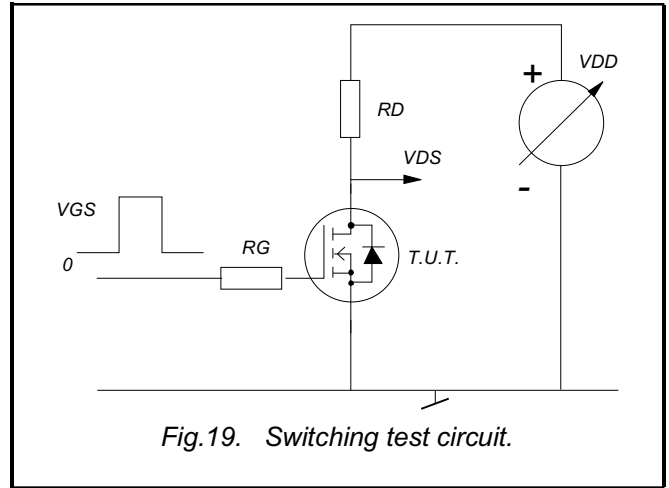 +
VDD
RD
VDS
-
VGS
RG
T.U.T.
0
Fig.19. Switching test circuit.